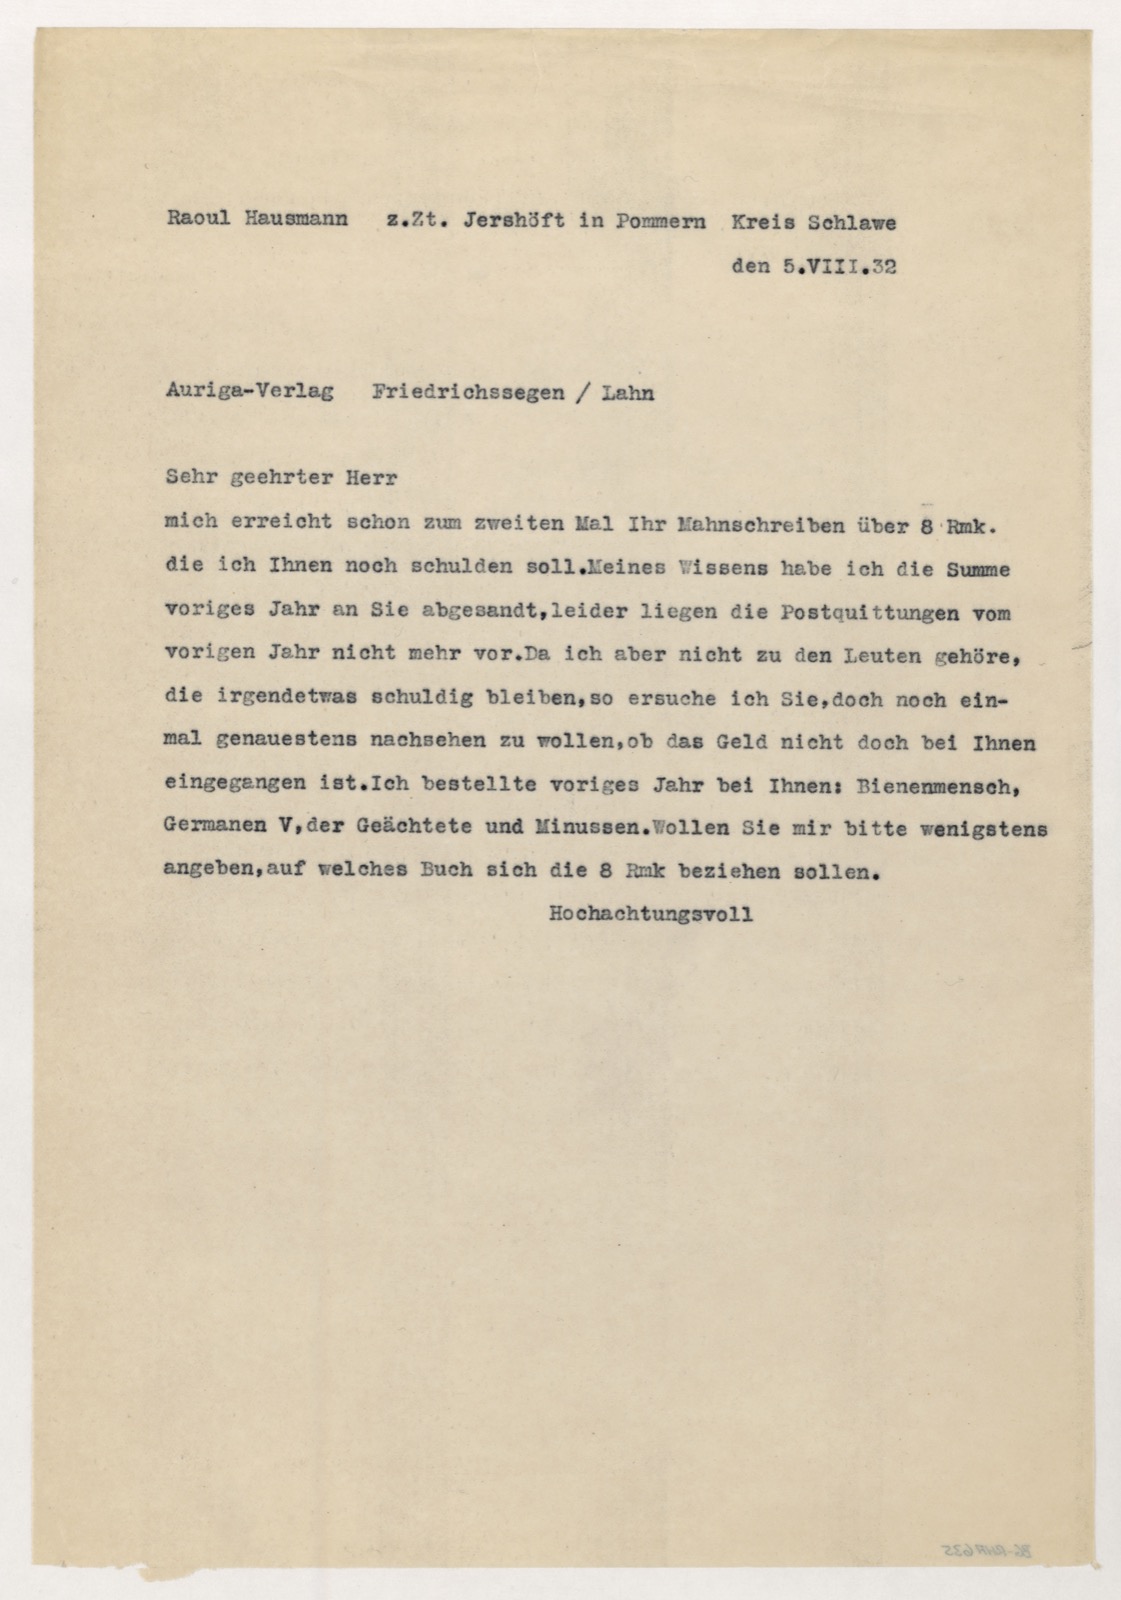 Raoul Hausmann z.Zt. Jershöft in Pommern Kreis Schlawe
den 5.VIII.32
Auriga-Verlag Friedrichssegen / Lahn
Sehr geehrter Herr
mich erreicht schon zum zweiten Mal Ihr Mahnschreiben über 8 Rmk.
die ich Ihnen noch schulden soll.Meines Wissens habe ich die Summe
voriges Jahr an Sie abgesandt,leider liegen die Postquittungen vom
vorigen Jahr nicht mehr vor.Da ich aber nicht zu den Leuten gehöre,
die irgendetwas schuldig bleiben,so ersuche ich Sie,doch noch ein-
mal genauestens nachsehen zu wollen,ob das Geld nicht doch bei Ihnen
eingegangen ist.Ich bestellte voriges Jahr bei Ihnen: Bienenmensch,
Germanen V,der Geächtete und Minussen.Wollen Sie mir bitte wenigstens
angeben,auf welches Buch sich die 8 Rmk beziehen sollen.
Hochachtungsvoll